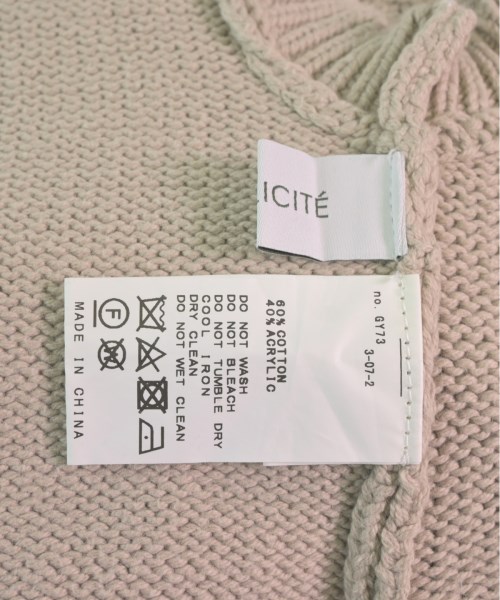 ICITÉ
no. GY73
3-07-2
60% COTTON
40% ACRYLIC
DO NOT WASH
DO NOT BLEACH
DO NOT TUMBLE DRY
COOL IRON
DRY CLEAN
DO NOT WET CLEAN
F W
MADE IN CHINA